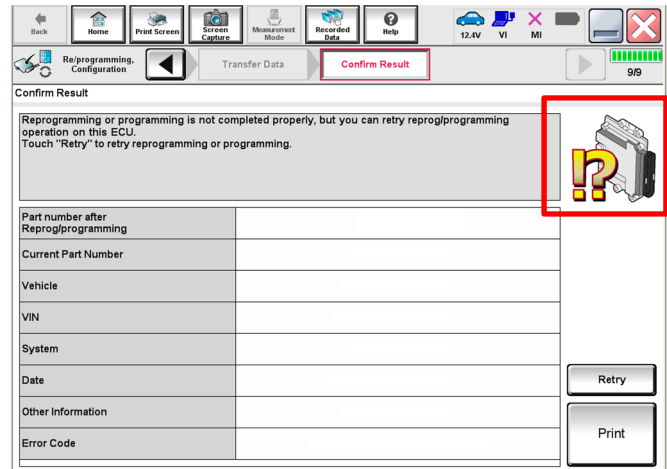 Back
Home
Print Screen
Screen
Capture
Measurement
Mode
Recorded
Data
Help
12.4V
VI
MI
Re/programming,
Configuration
Transfer Data
Confirm Result
9/9
Confirm Result
Reprogramming or programming is not completed properly, but you can retry reprog/programming
operation on this ECU.
Touch "Retry" to retry reprogramming or programming.
!?
Part number after
Reprog/programming
Current Part Number
Vehicle
VIN
System
Date
Other Information
Error Code
Retry
Print